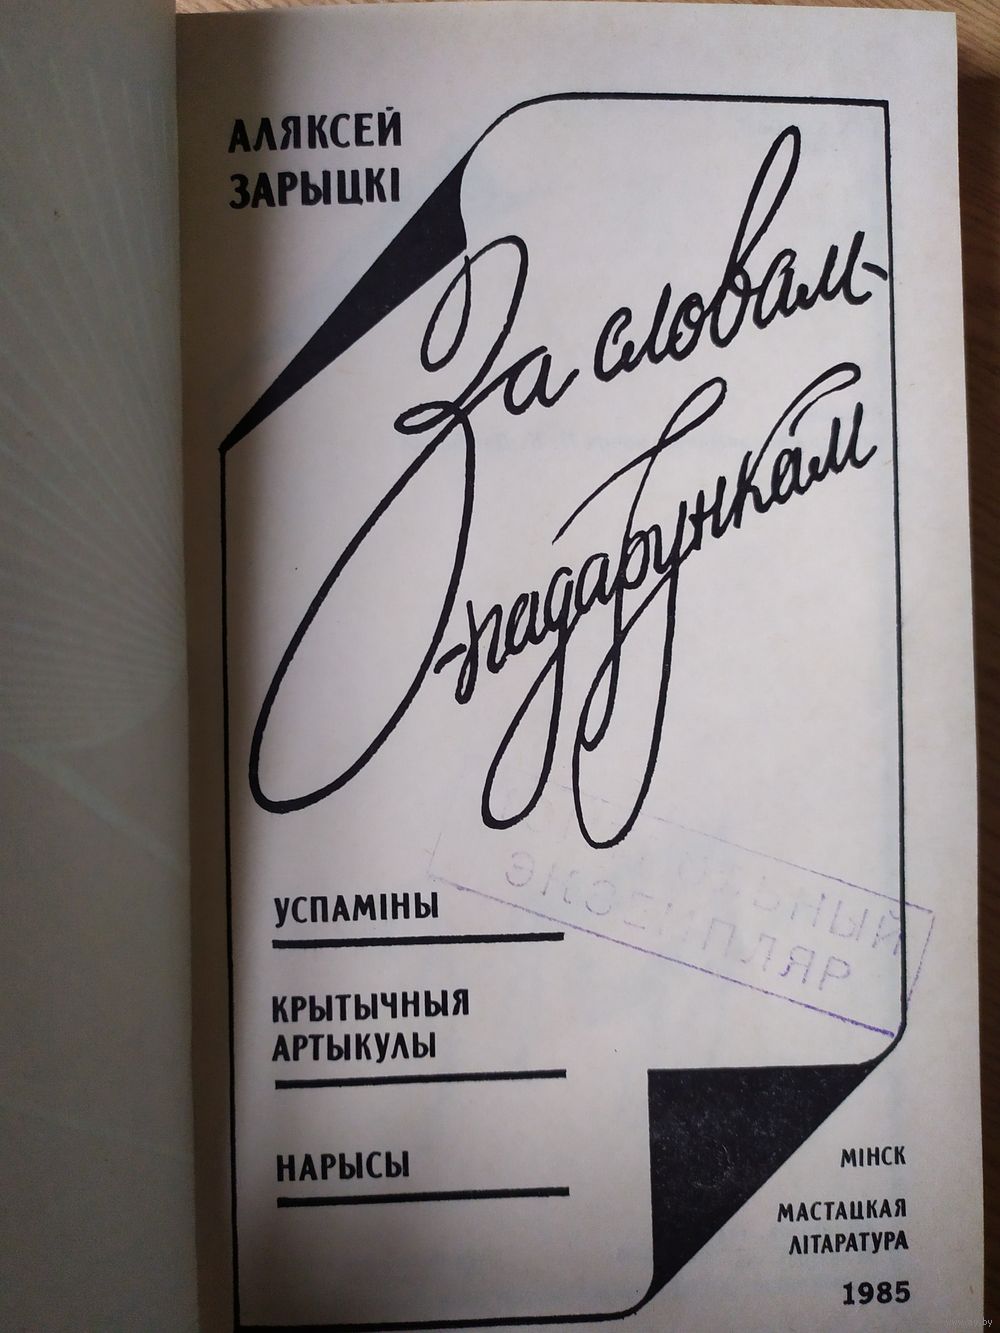 АЛЯКСЕЙ
ЗАРЫЦКІ
За словам-
-падарункам
УСПАМІНЫ
КРЫТЫЧНЫЯ
АРТЫКУЛЫ
НАРЫСЫ
МІНСК
МАСТАЦКАЯ
ЛІТАРАТУРА
1985